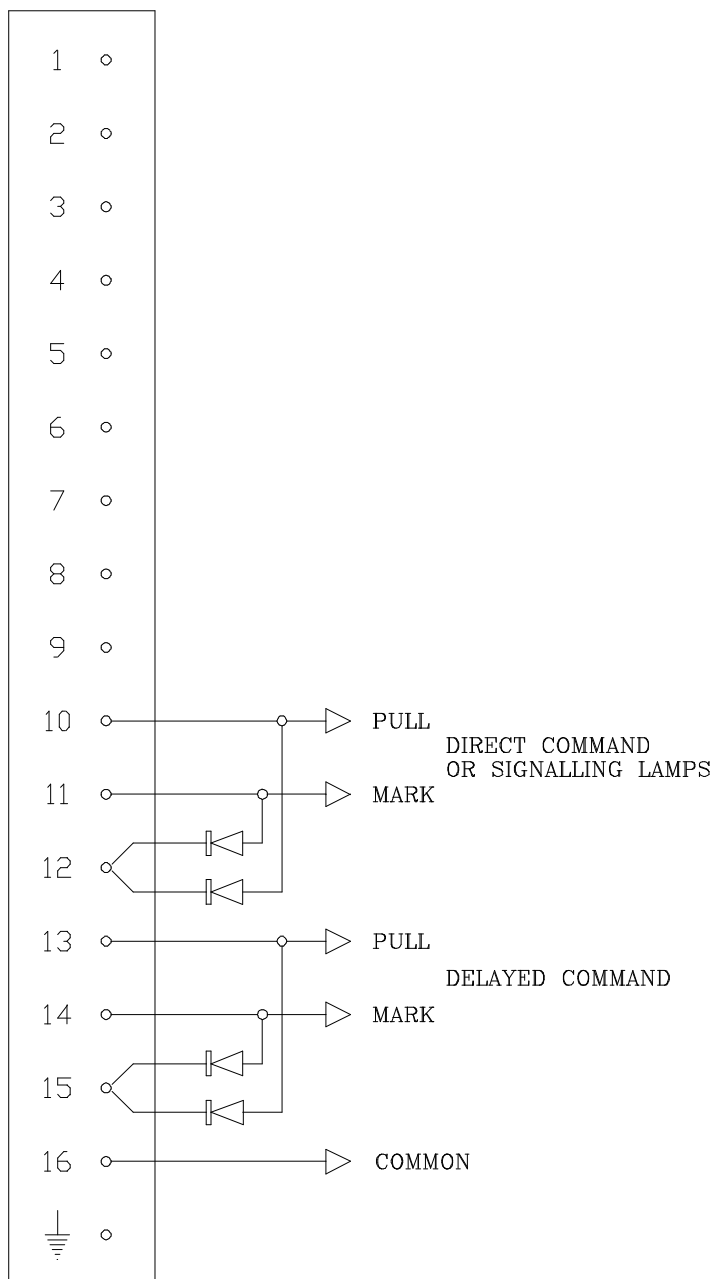 1
2
3
4
5
6
7
8
9
10
PULL
DIRECT COMMAND
OR SIGNALLING LAMPS
11
MARK
12
13
PULL
DELAYED COMMAND
14
MARK
15
16
COMMON